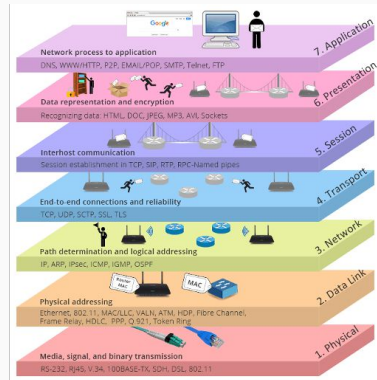 Google
7. Application
Network process to application
DNS, WWW/HTTP, P2P, EMAIL/POP, SMTP, Telnet, FTP
6. Presentation
Data representation and encryption
Recognizing data: HTML, DOC, JPEG, MP3, AVI, Sockets
5. Session
Interhost communication
Session establishment in TCP, SIP, RTP, RPC-Named pipes
4. Transport
End-to-end connections and reliability
TCP, UDP, SCTP, SSL, TLS
3. Network
Path determination and logical addressing
IP, ARP, IPsec, ICMP, IGMP, OSPF
2. Data Link
MAC
MAC
Physical addressing
Ethernet, 802.11, MAC/LLC, VALN, ATM, HDP, Fibre Channel,
Frame Relay, HDLC, PPP, Q.921, Token Ring
1. Physical
Media, signal, and binary transmission
RS-232, RJ45, V.34, 100BASE-TX, SDH, DSL, 802.11